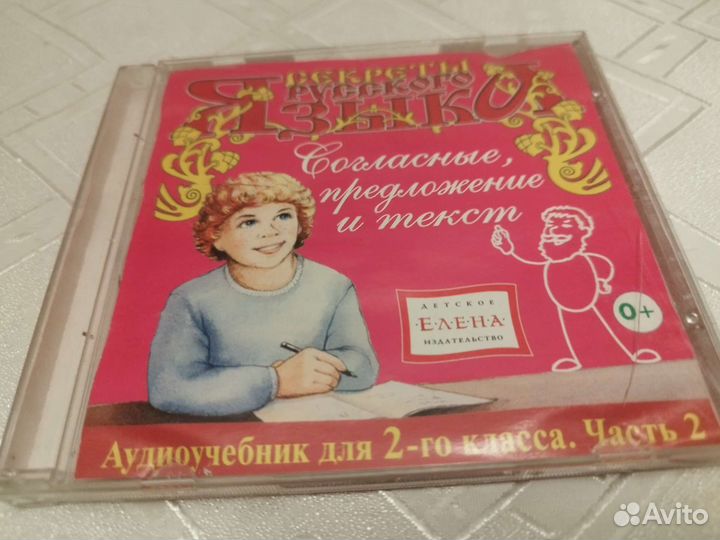 СЕКРЕТЫ
РУССКОГО
ЯЗЫКА
Согласные,
предложение
и текст
ДЕТСКОЕ
·ЕЛЕНА·
ИЗДАТЕЛЬСТВО
0+
Аудиоучебник для 2-го класса. Часть 2
Avito